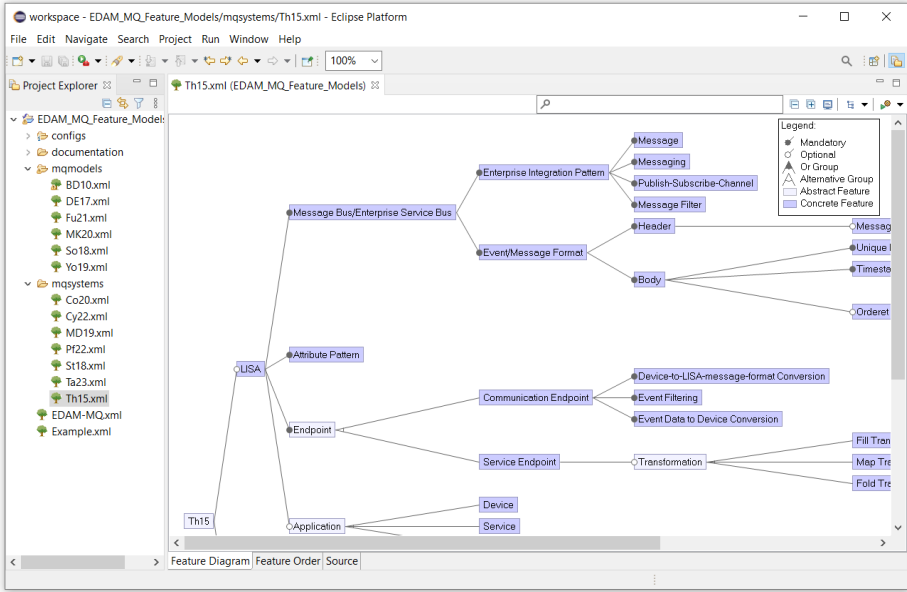 workspace - EDAM_MQ_Feature_Models/mqsystems/Th15.xml - Eclipse Platform
File Edit Navigate Search Project Run Window Help
100%
Project Explorer
Th15.xml (EDAM_MQ_Feature_Models)
EDAM_MQ_Feature_Models
configs
documentation
mqmodels
BD10.xml
DE17.xml
Fu21.xml
MK20.xml
So18.xml
Yo19.xml
mqsystems
Co20.xml
Cy22.xml
MD19.xml
Pf22.xml
St18.xml
Ta23.xml
Th15.xml
EDAM-MQ.xml
Example.xml
Legend:
Mandatory
Optional
Or Group
Alternative Group
Abstract Feature
Concrete Feature
Message
Messaging
Enterprise Integration Pattern
Publish-Subscribe-Channel
Message Filter
Message Bus/Enterprise Service Bus
Header
Messag
Event/Message Format
Unique
Body
Timesta
Orderet
Attribute Pattern
LISA
Device-to-LISA-message-format Conversion
Communication Endpoint
Event Filtering
Event Data to Device Conversion
Endpoint
Fill Tran
Service Endpoint
Transformation
Map Tra
Fold Tra
Device
Th15
Application
Service
Feature Diagram Feature Order Source